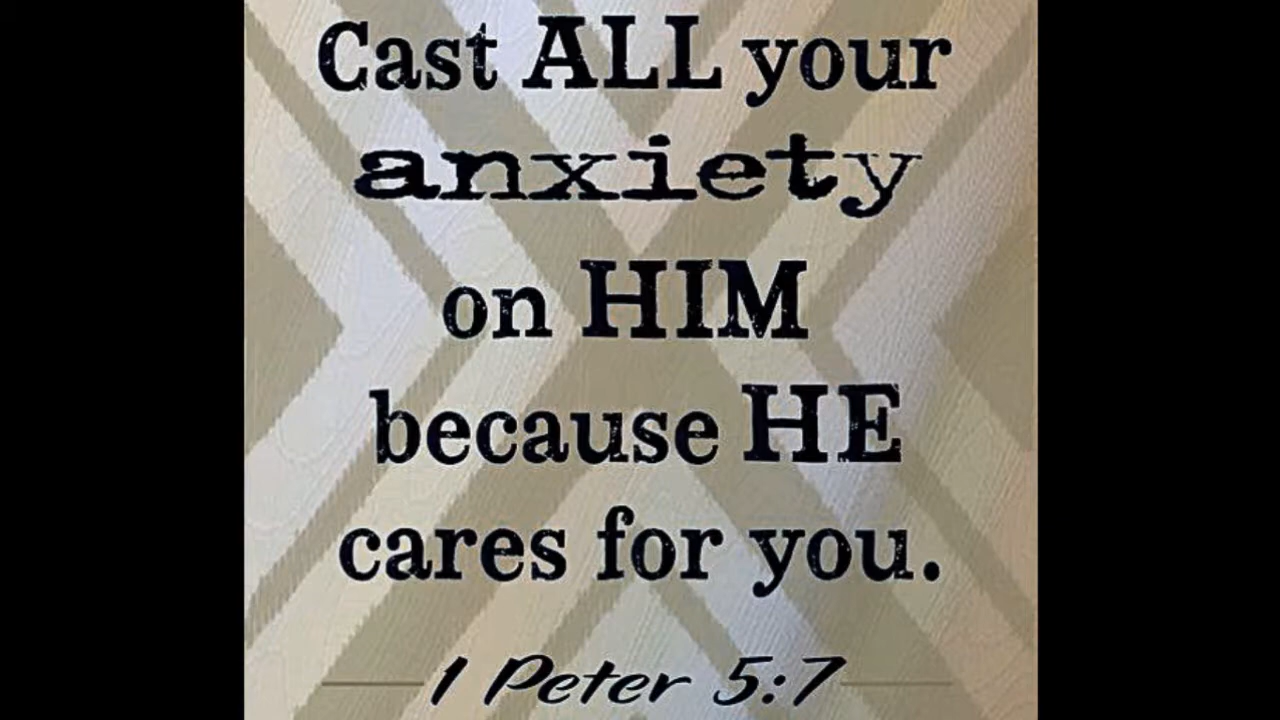 Cast ALL your
anxiety
on HIM
because HE
cares for you.
1 Peter 5:7